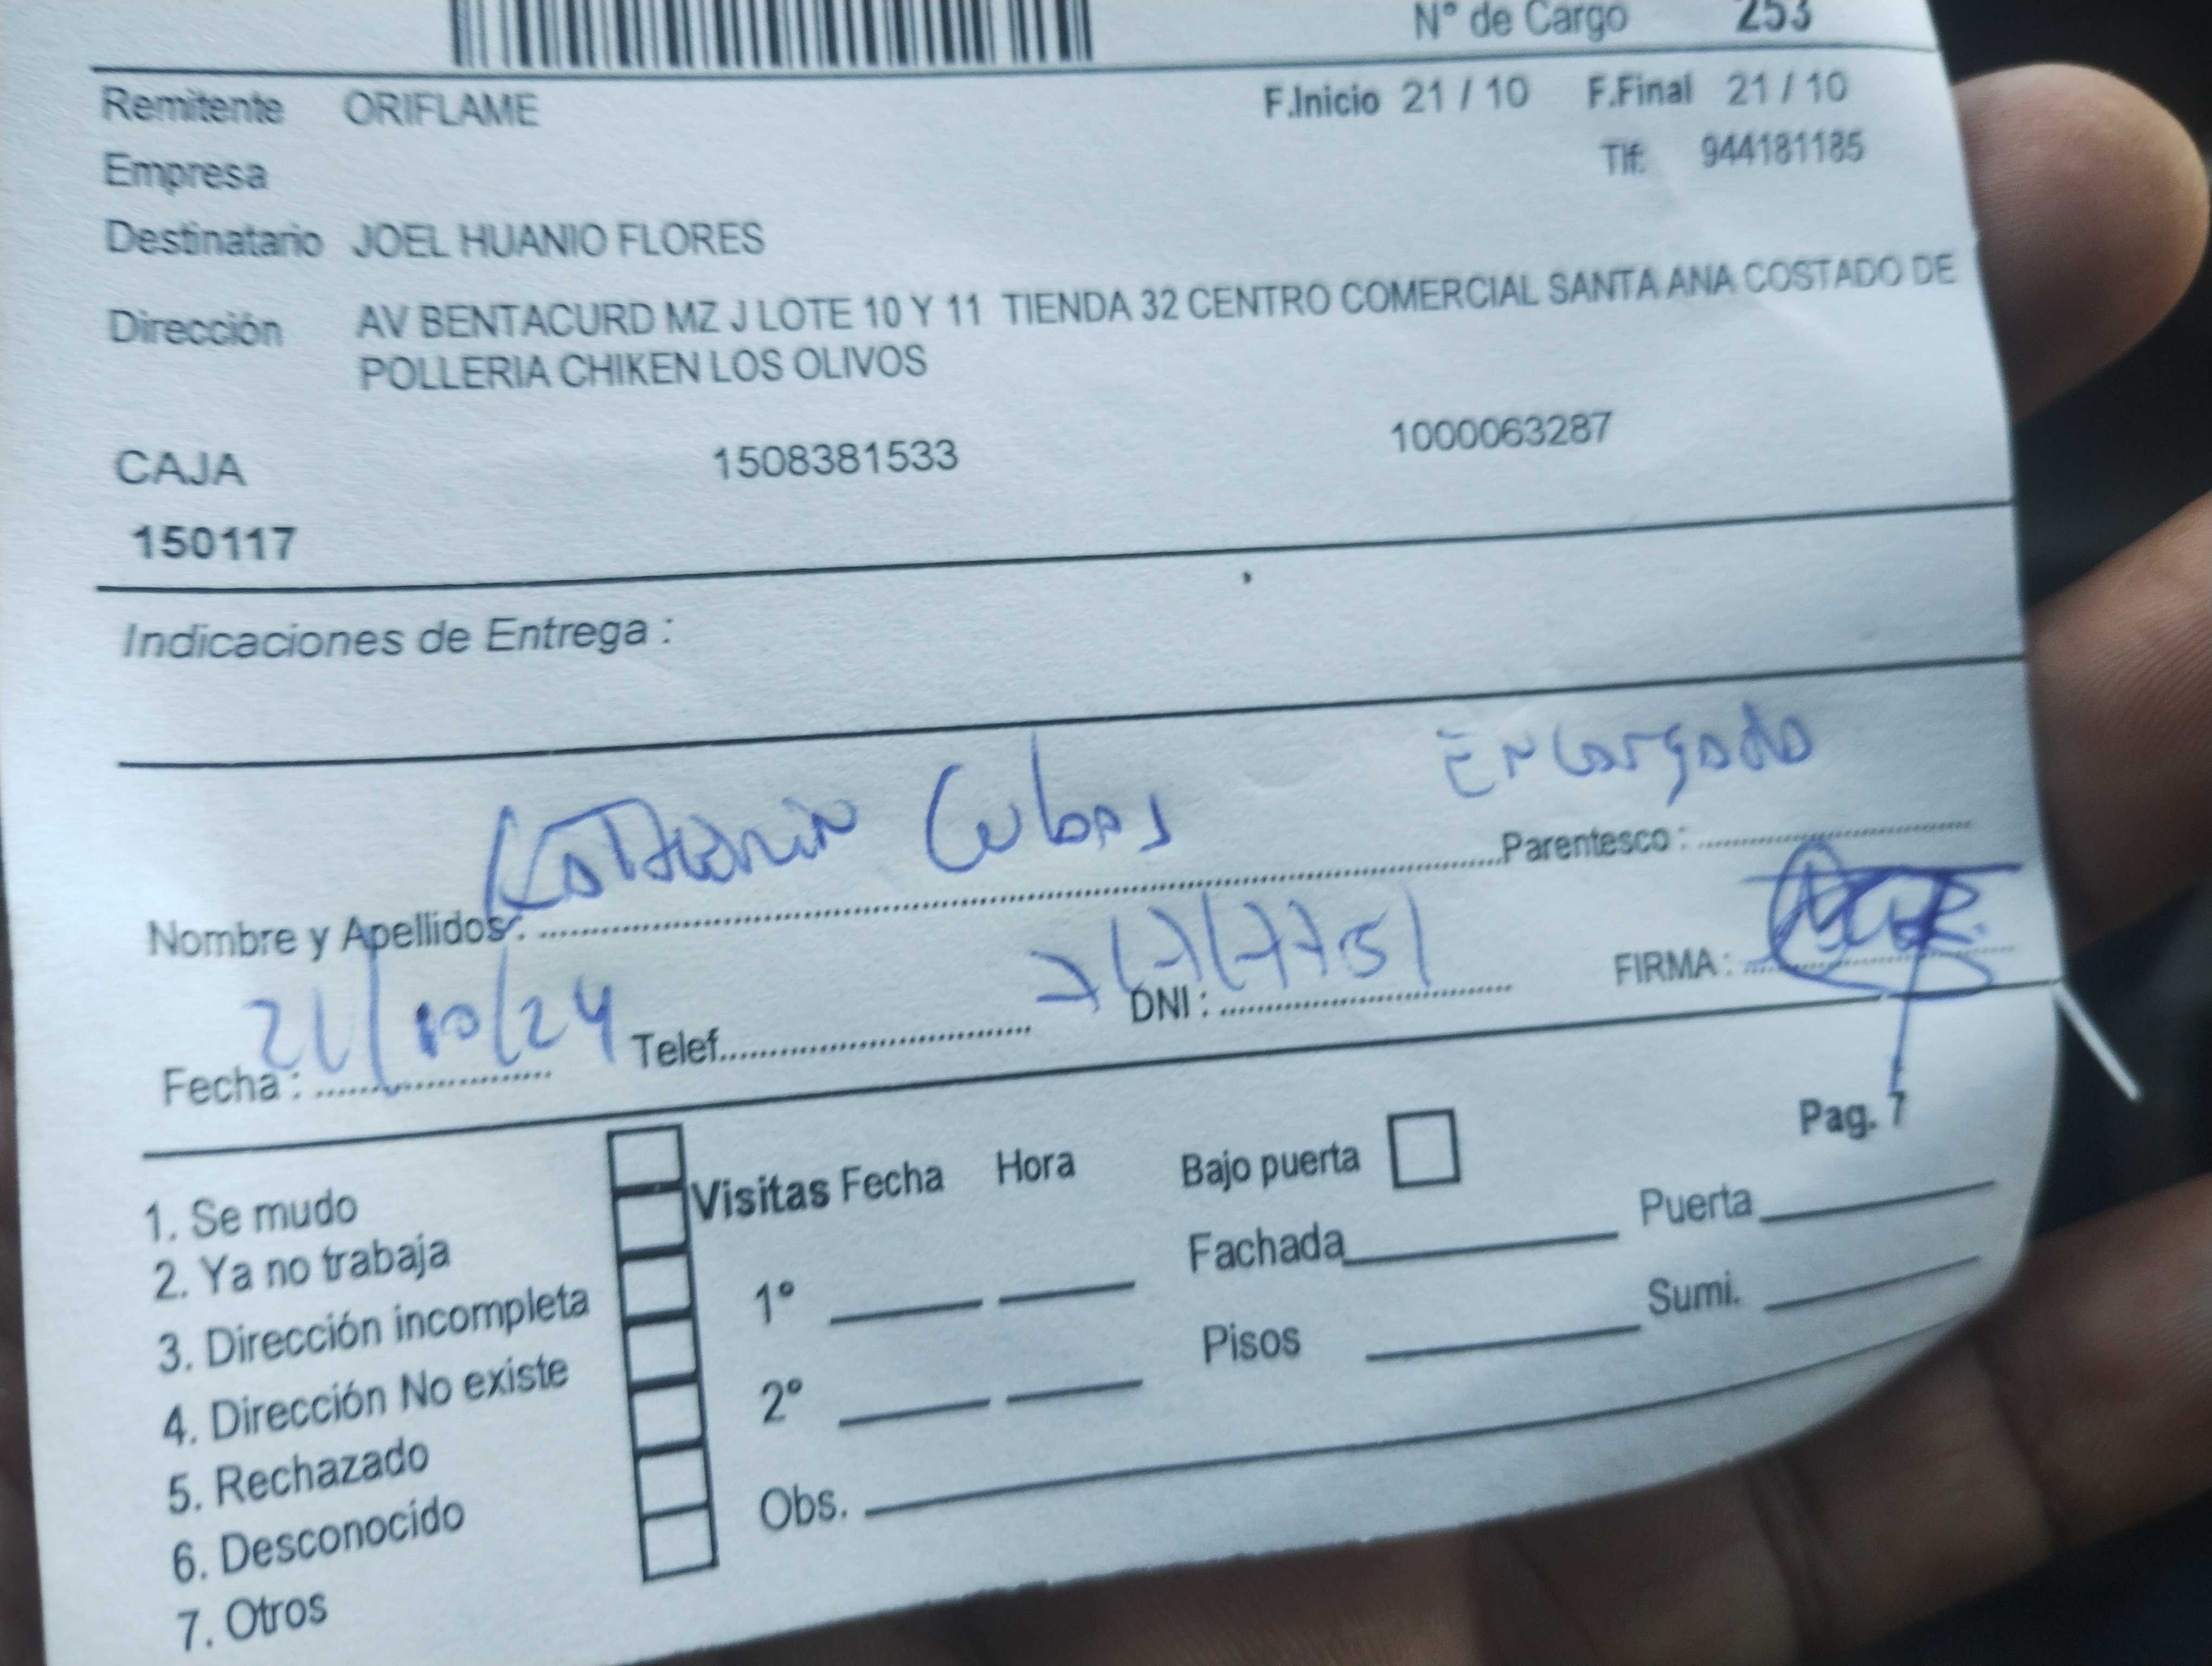 N° de Cargo 253
Remitente ORIFLAME F.Inicio 21 / 10 F.Final 21 / 10
Empresa Tlf: 944181185
Destinatario JOEL HUANIO FLORES
Dirección AV BENTACURD MZ J LOTE 10 Y 11 TIENDA 32 CENTRO COMERCIAL SANTA ANA COSTADO DE
POLLERIA CHIKEN LOS OLIVOS
CAJA 1508381533 1000063287
150117
Indicaciones de Entrega :
Encargado
Nombre y Apellidos : Parentesco :
Fecha : 21/10/24 Telef. DNI : FIRMA :
Pag. 7
1. Se mudo
2. Ya no trabaja
3. Dirección incompleta
4. Dirección No existe
5. Rechazado
6. Desconocido
7. Otros
Visitas Fecha Hora
1°
2°
Obs.
Bajo puerta
Fachada Puerta
Pisos Sumi.